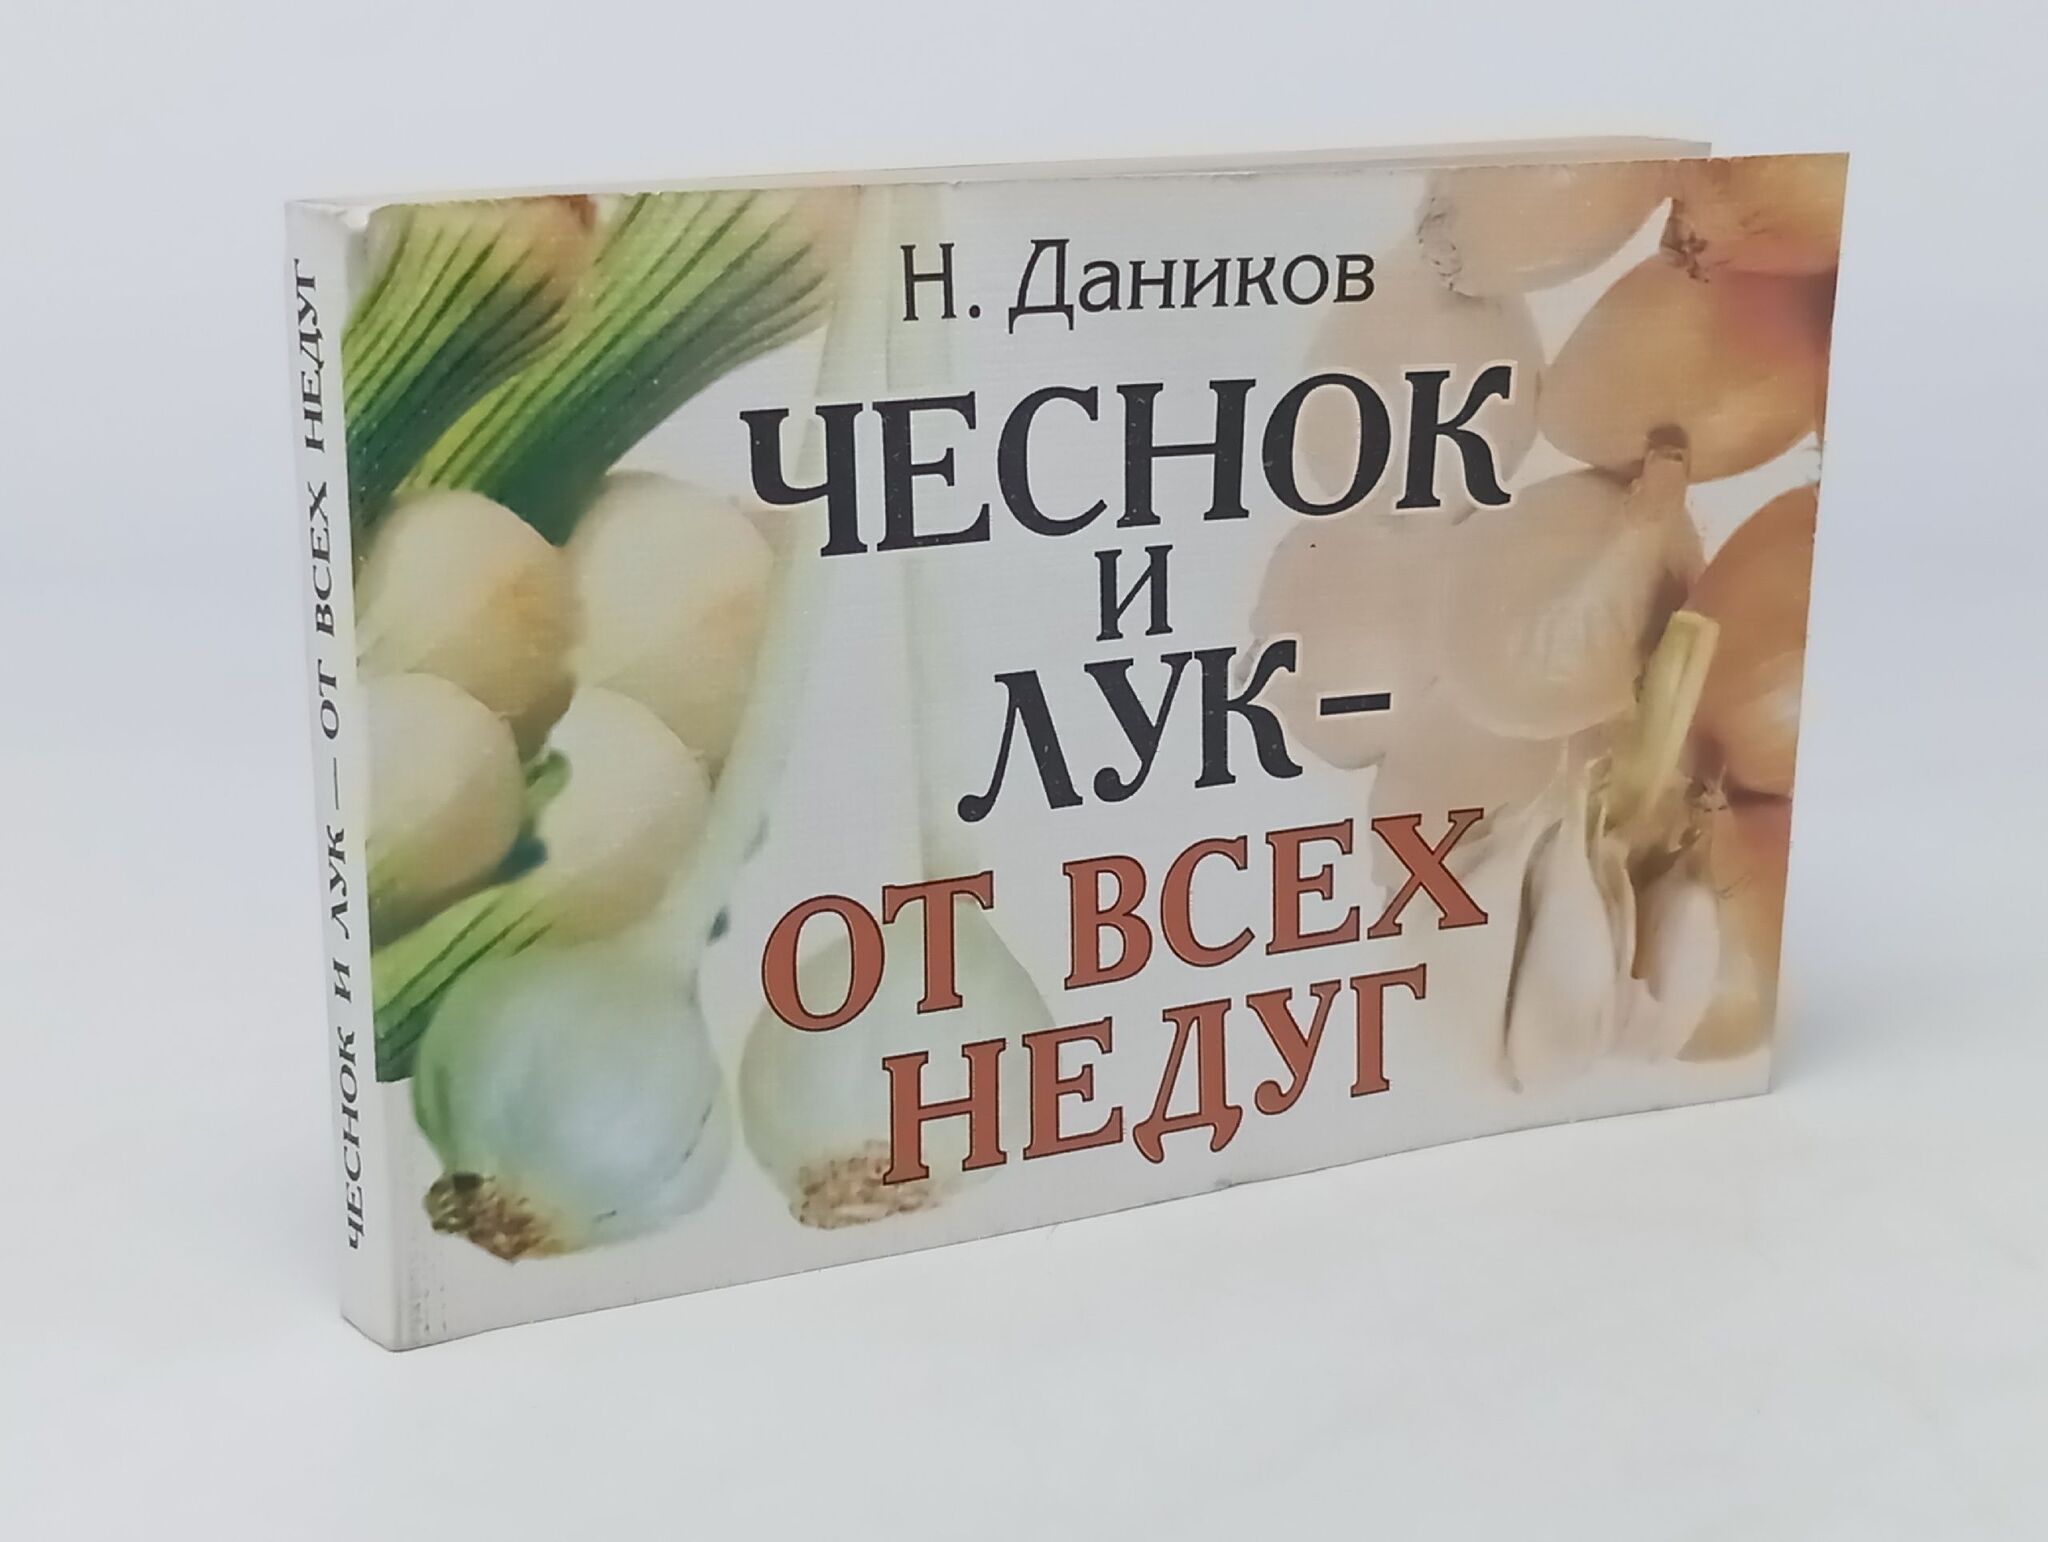 ЧЕСНОК И ЛУК — ОТ ВСЕХ НЕДУГ
Н. Даников
ЧЕСНОК
И
ЛУК -
ОТ ВСЕХ
НЕДУГ